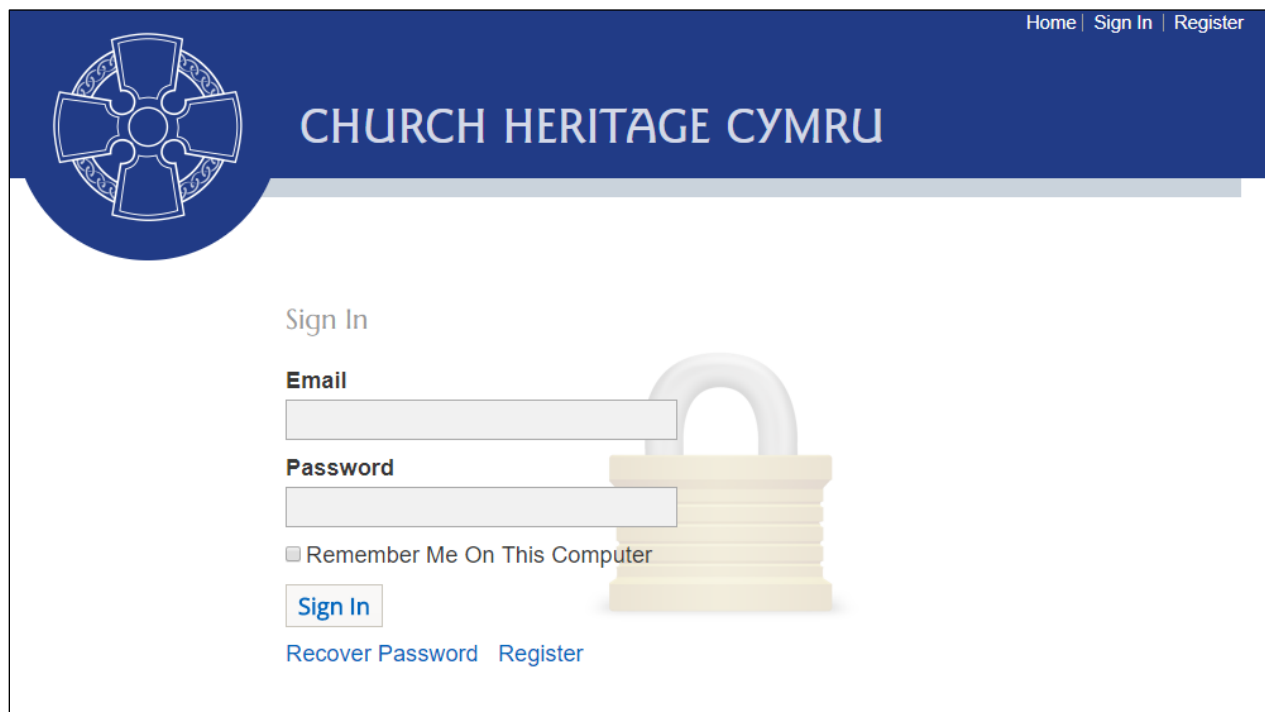 Home | Sign In | Register
CHURCH HERITAGE CYMRU
Sign In
Email
Password
Remember Me On This Computer
Sign In
Recover Password Register